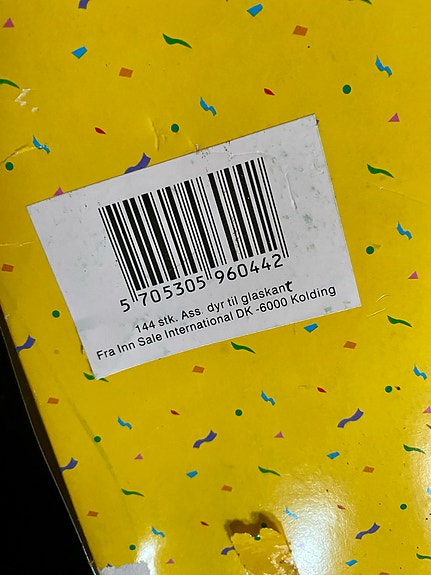 5 705305 960442
144 stk. Ass. dyr til glaskant
Fra Inn Sale International DK -6000 Kolding